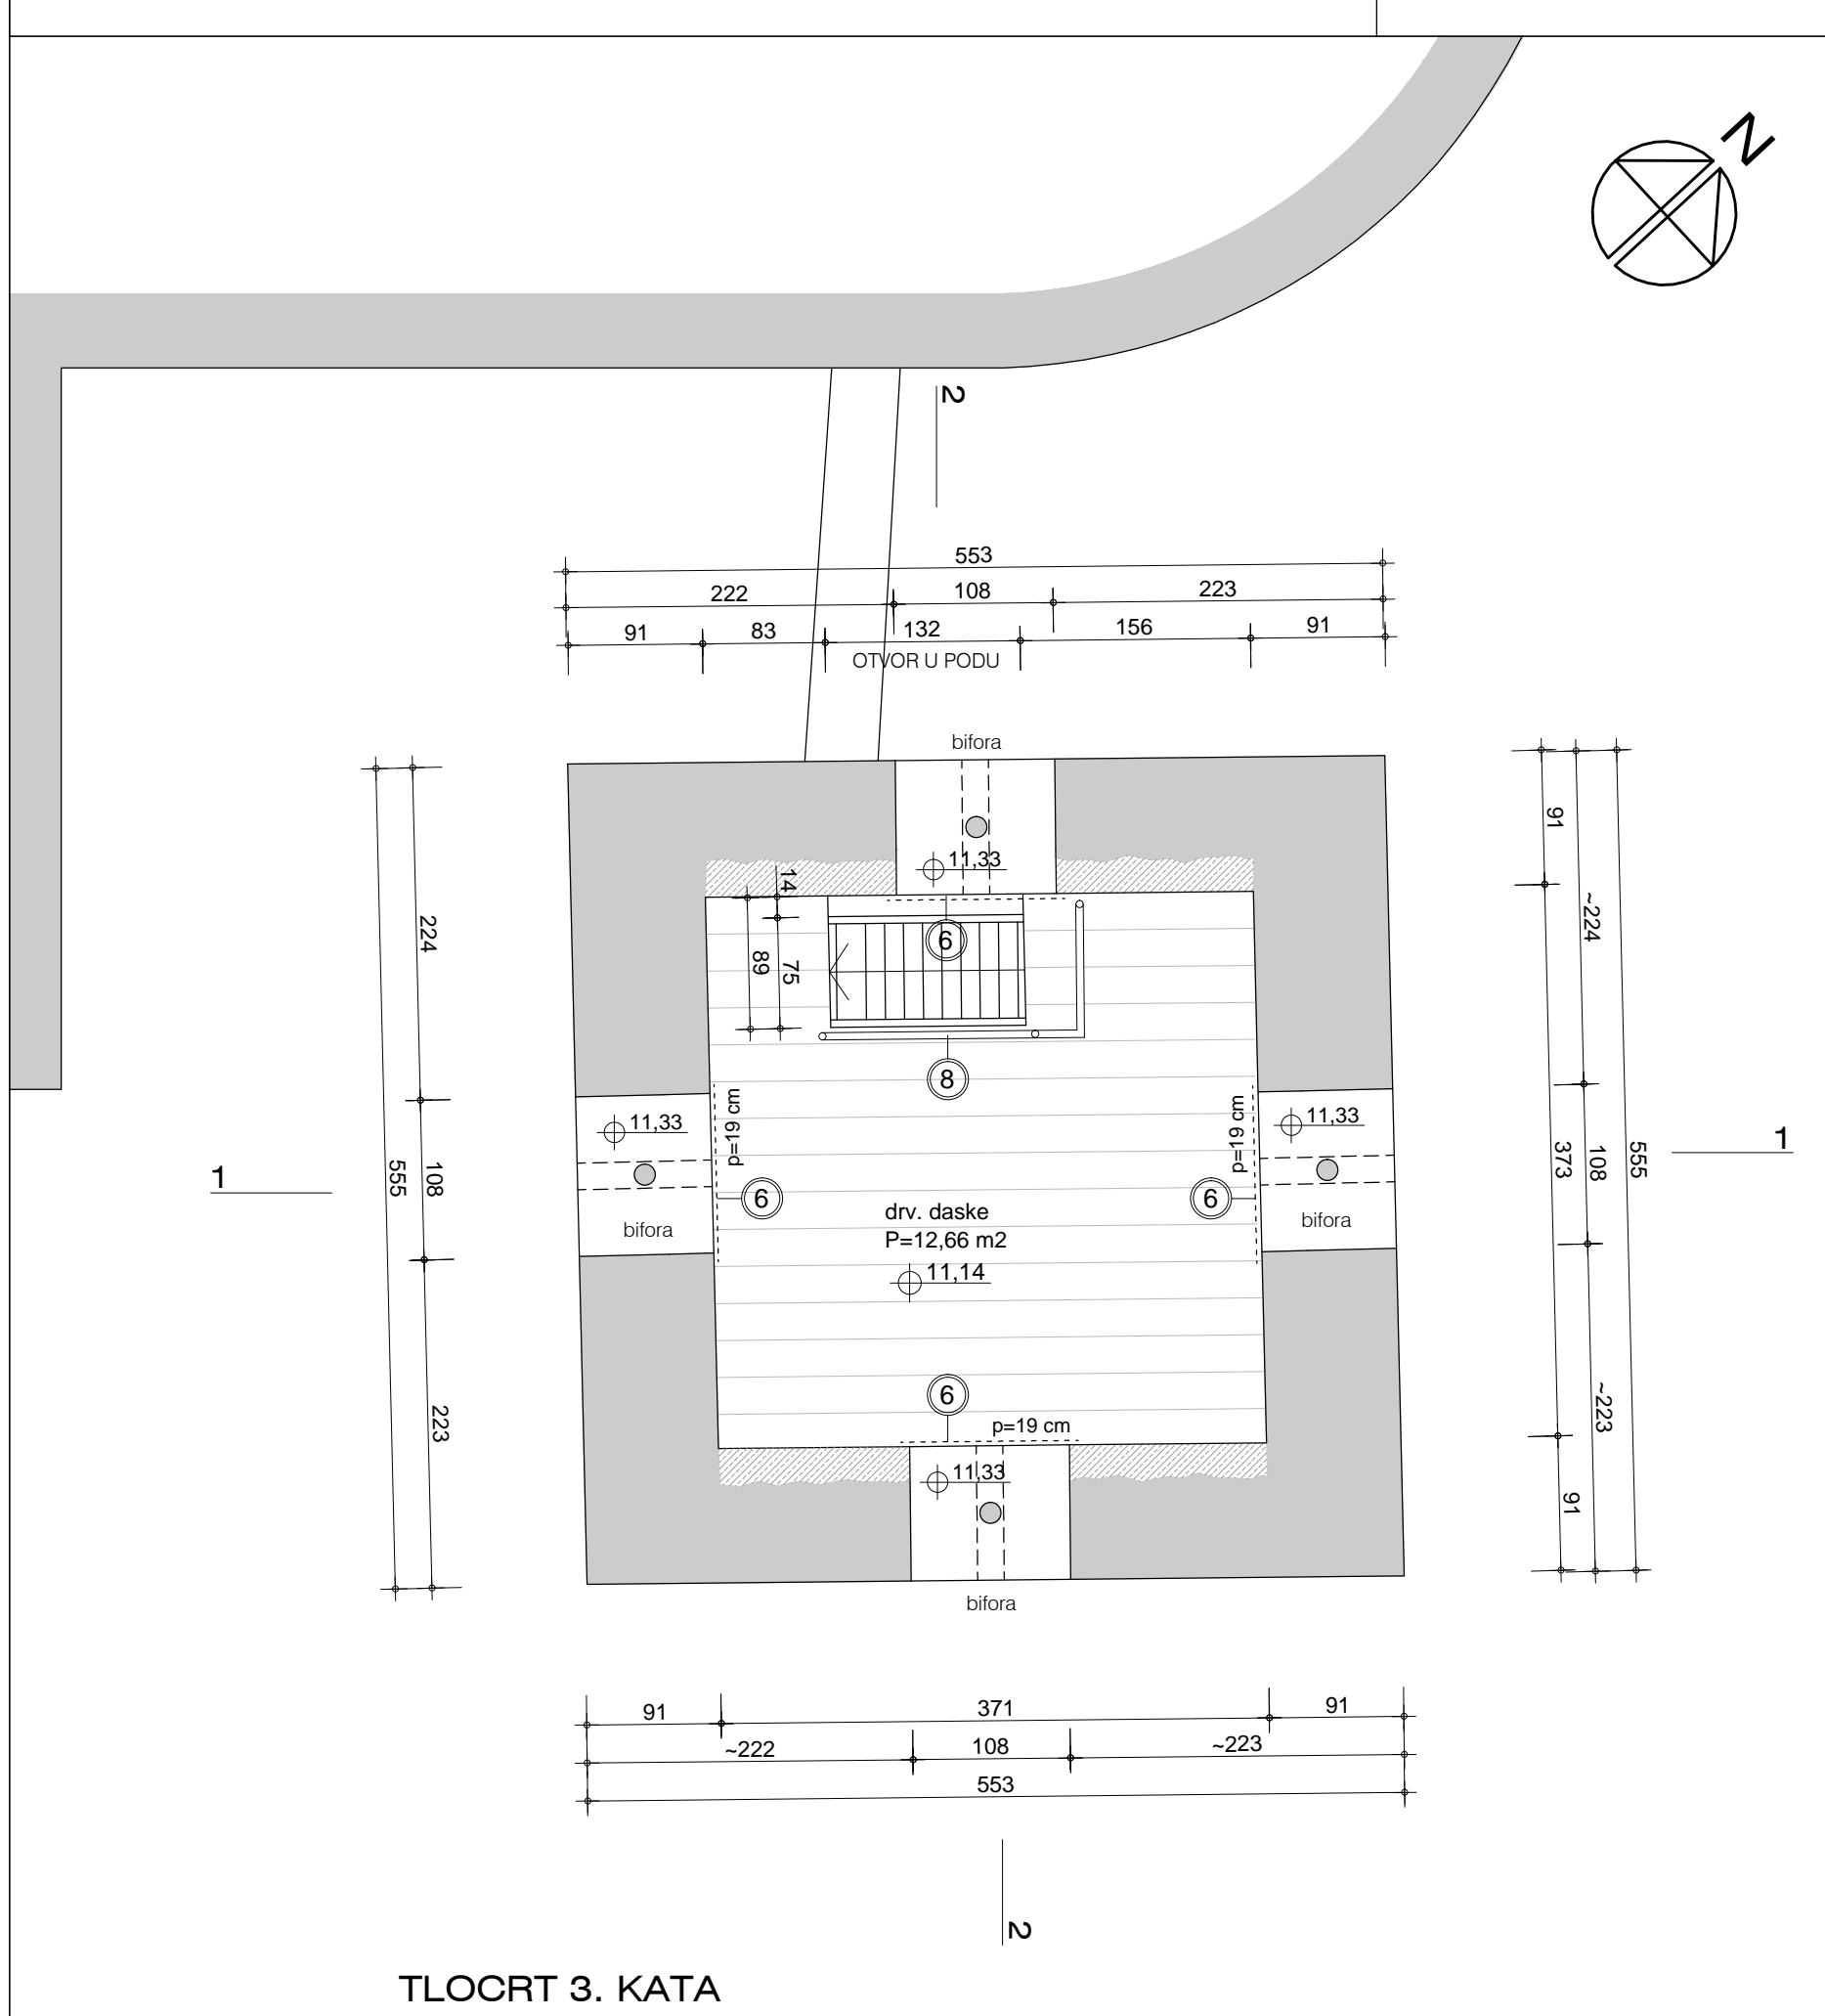 N
2
553
222 108 223
91 83 132 156 91
OTVOR U PODU
bifora
11,33
14
89 75
6
8
91
~224
224
p=19 cm
p=19 cm
11,33
11,33
1
1
555 108
373 108 555
6
6
bifora
bifora
drv. daske
P=12,66 m2
11,14
223
~223
91
6
p=19 cm
11,33
bifora
91 371 91
~222 108 ~223
553
2
TLOCRT 3. KATA